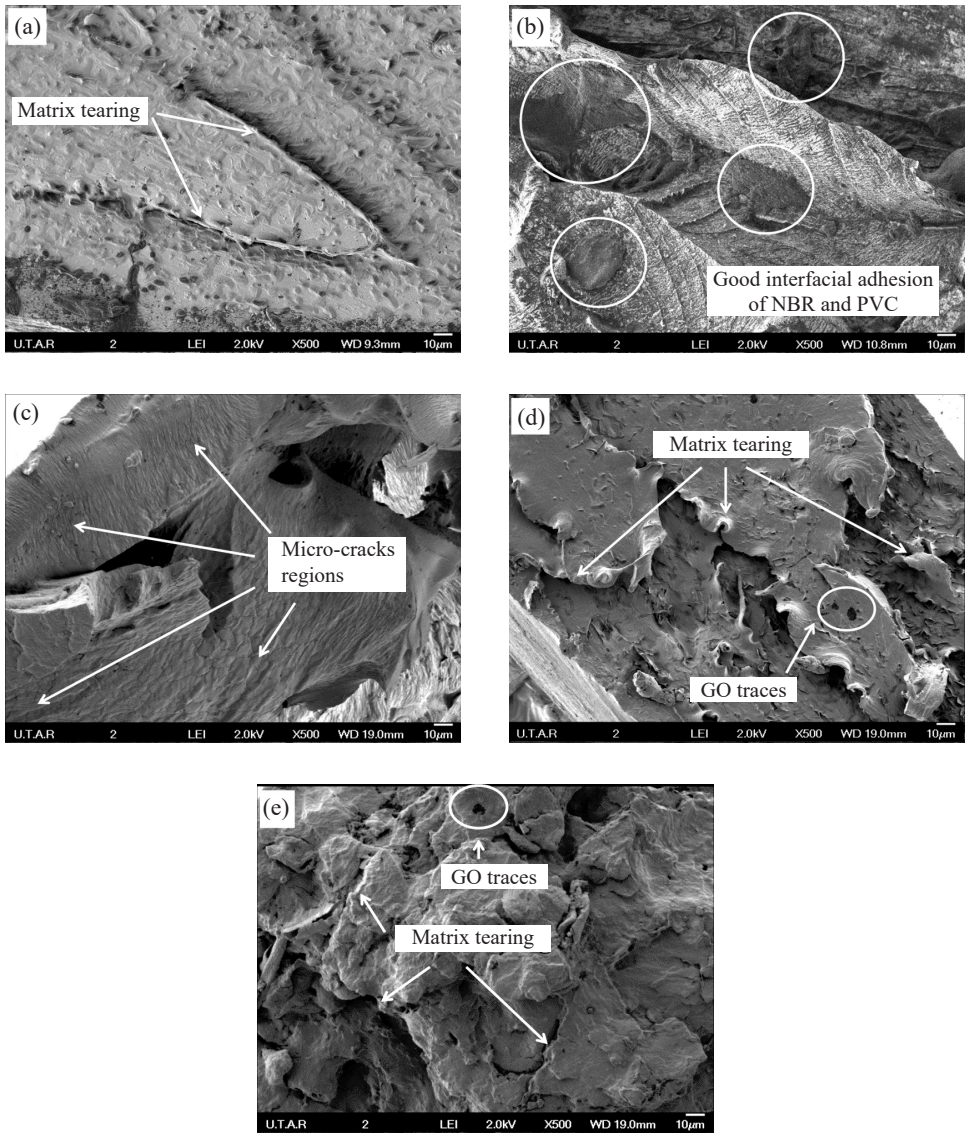 (a)
Matrix tearing
U.T.A.R 2 LEI 2.0kV X500 WD 9.3mm 10µm
(b)
Good interfacial adhesion
of NBR and PVC
U.T.A.R 2 LEI 2.0kV X500 WD 10.8mm 10µm
(c)
Micro-cracks
regions
U.T.A.R 2 LEI 2.0kV X500 WD 19.0mm 10µm
(d)
Matrix tearing
GO traces
U.T.A.R 2 LEI 2.0kV X500 WD 19.0mm 10µm
(e)
GO traces
Matrix tearing
U.T.A.R 2 LEI 2.0kV X500 WD 19.0mm 10µm